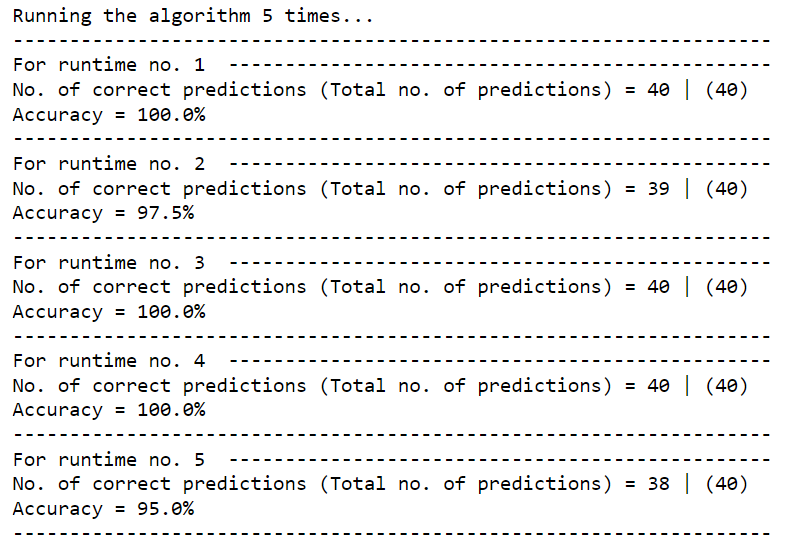 Running the algorithm 5 times...
-------------------------------------------------------------------
For runtime no. 1  ------------------------------------------------
No. of correct predictions (Total no. of predictions) = 40 | (40)
Accuracy = 100.0%
-------------------------------------------------------------------
For runtime no. 2  ------------------------------------------------
No. of correct predictions (Total no. of predictions) = 39 | (40)
Accuracy = 97.5%
-------------------------------------------------------------------
For runtime no. 3  ------------------------------------------------
No. of correct predictions (Total no. of predictions) = 40 | (40)
Accuracy = 100.0%
-------------------------------------------------------------------
For runtime no. 4  ------------------------------------------------
No. of correct predictions (Total no. of predictions) = 40 | (40)
Accuracy = 100.0%
-------------------------------------------------------------------
For runtime no. 5  ------------------------------------------------
No. of correct predictions (Total no. of predictions) = 38 | (40)
Accuracy = 95.0%
-------------------------------------------------------------------